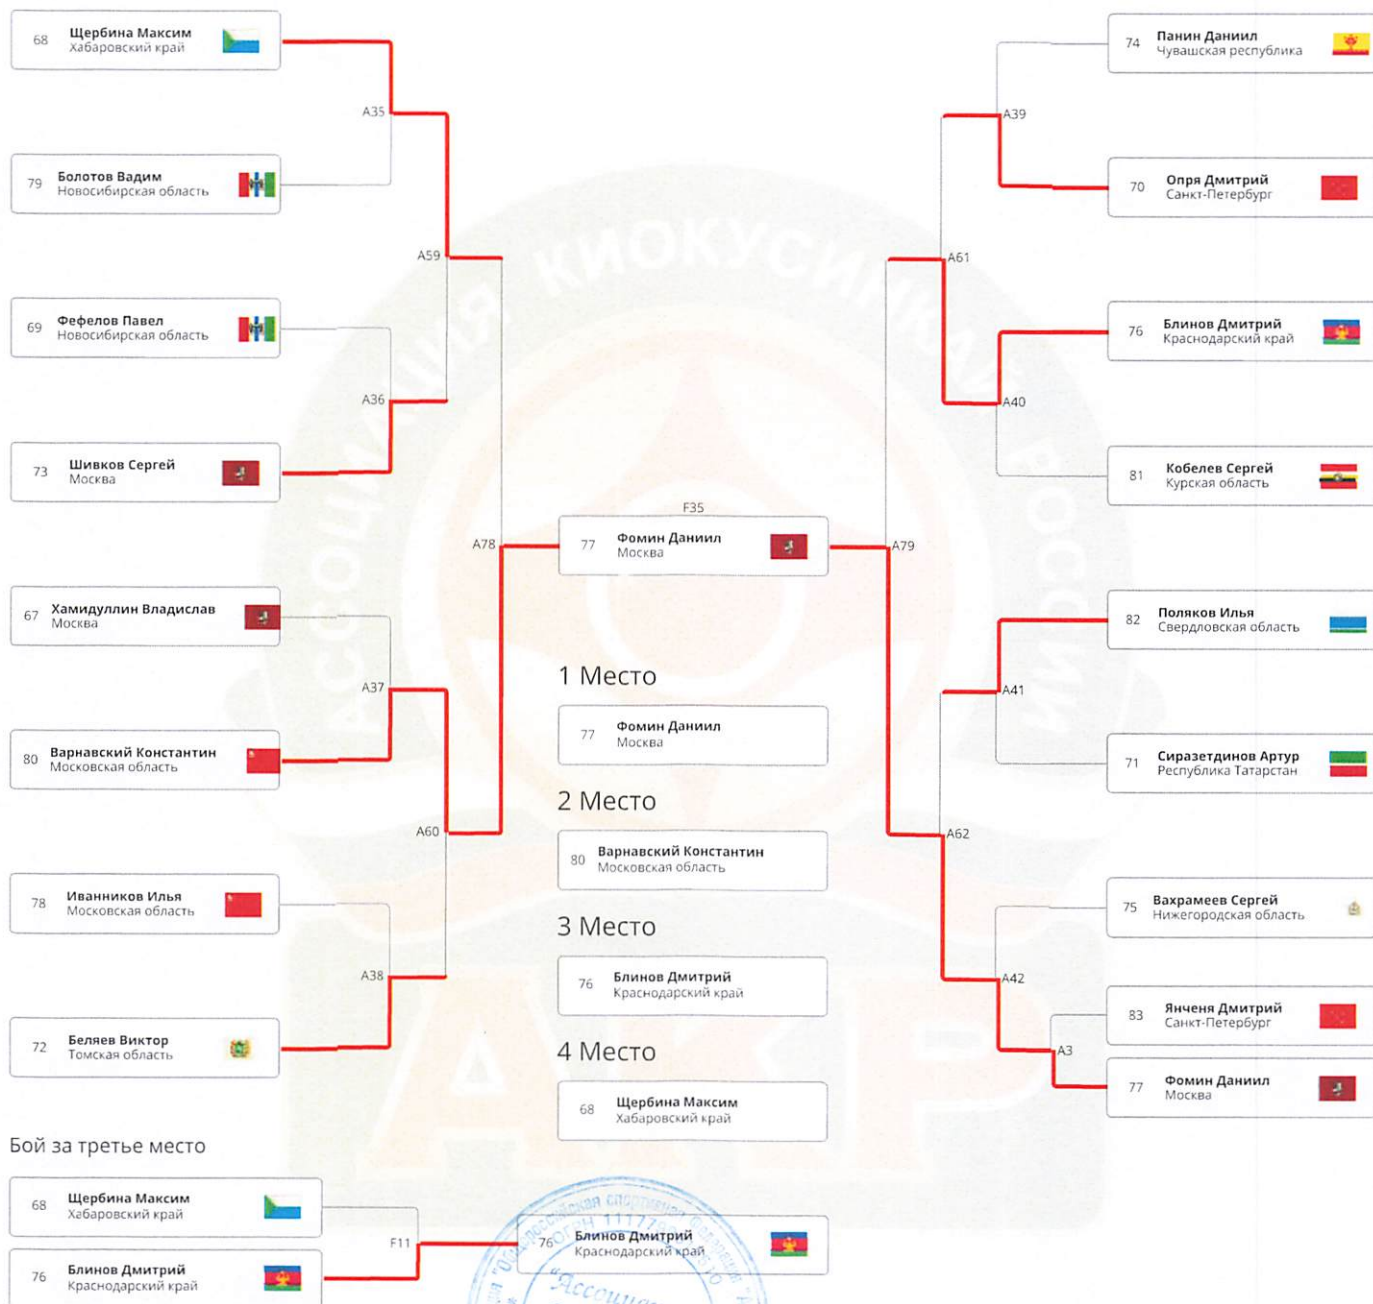 68
Щербина Максим
Хабаровский край
A35
79
Болотов Вадим
Новосибирская область
A59
69
Фефелов Павел
Новосибирская область
A36
73
Шивков Сергей
Москва
A78
67
Хамидуллин Владислав
Москва
A37
80
Варнавский Константин
Московская область
A60
78
Иванников Илья
Московская область
A38
72
Беляев Виктор
Томская область
F35
77
Фомин Даниил
Москва
1 Место
77
Фомин Даниил
Москва
2 Место
80
Варнавский Константин
Московская область
3 Место
76
Блинов Дмитрий
Краснодарский край
4 Место
68
Щербина Максим
Хабаровский край
74
Панин Даниил
Чувашская республика
A39
70
Опря Дмитрий
Санкт-Петербург
A61
76
Блинов Дмитрий
Краснодарский край
A40
81
Кобелев Сергей
Курская область
A79
82
Поляков Илья
Свердловская область
A41
71
Сиразетдинов Артур
Республика Татарстан
A62
75
Вахрамеев Сергей
Нижегородская область
A42
83
Янченя Дмитрий
Санкт-Петербург
A3
77
Фомин Даниил
Москва
Бой за третье место
68
Щербина Максим
Хабаровский край
F11
76
Блинов Дмитрий
Краснодарский край
76
Блинов Дмитрий
Краснодарский край
АССОЦИАЦИЯ КИОКУСИНКАЙ РОССИИ
АКР
Общероссийская спортивная
ОГРН